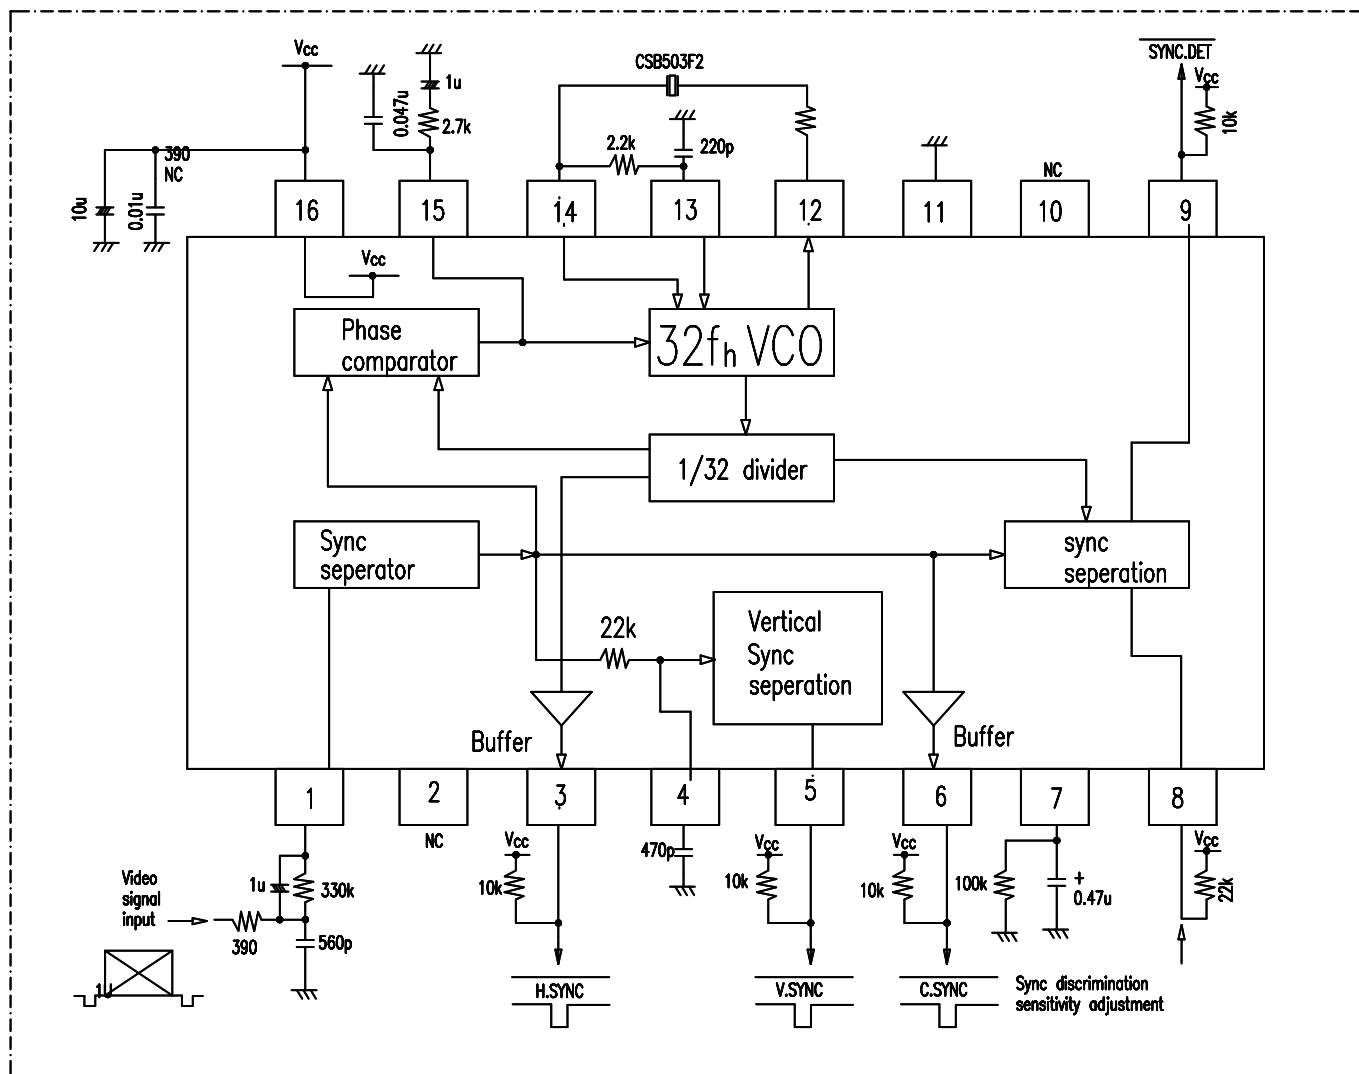 SYNC.DET
Vcc
1u
CSB503F2
Vcc
0.047u
2.7k
2.2k
220p
10k
390
NC
NC
10u
0.01u
16
15
14
13
12
11
10
9
Vcc
Phase
comparator
32fh VCO
1/32 divider
Sync
seperator
sync
seperation
22k
Vertical
Sync
seperation
Buffer
Buffer
1
2
3
4
5
6
7
8
NC
Vcc
470p
Vcc
Vcc
Vcc
Video
signal
input
1u
330k
10k
10k
10k
100k
+
0.47u
22k
390
560p
H.SYNC
V.SYNC
C.SYNC
Sync discrimination
sensitivity adjustment